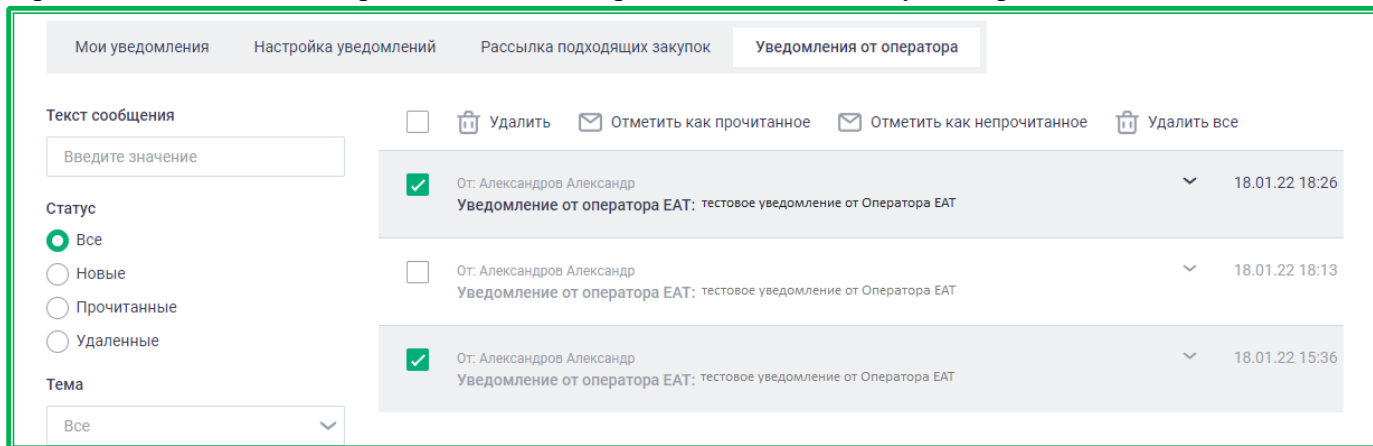 Мои уведомления Настройка уведомлений Рассылка подходящих закупок Уведомления от оператора
Текст сообщения
Введите значение
Статус
Все
Новые
Прочитанные
Удаленные
Тема
Все
Удалить Отметить как прочитанное Отметить как непрочитанное Удалить все
От: Александров Александр
Уведомление от оператора ЕАТ: тестовое уведомление от Оператора ЕАТ
18.01.22 18:26
От: Александров Александр
Уведомление от оператора ЕАТ: тестовое уведомление от Оператора ЕАТ
18.01.22 18:13
От: Александров Александр
Уведомление от оператора ЕАТ: тестовое уведомление от Оператора ЕАТ
18.01.22 15:36